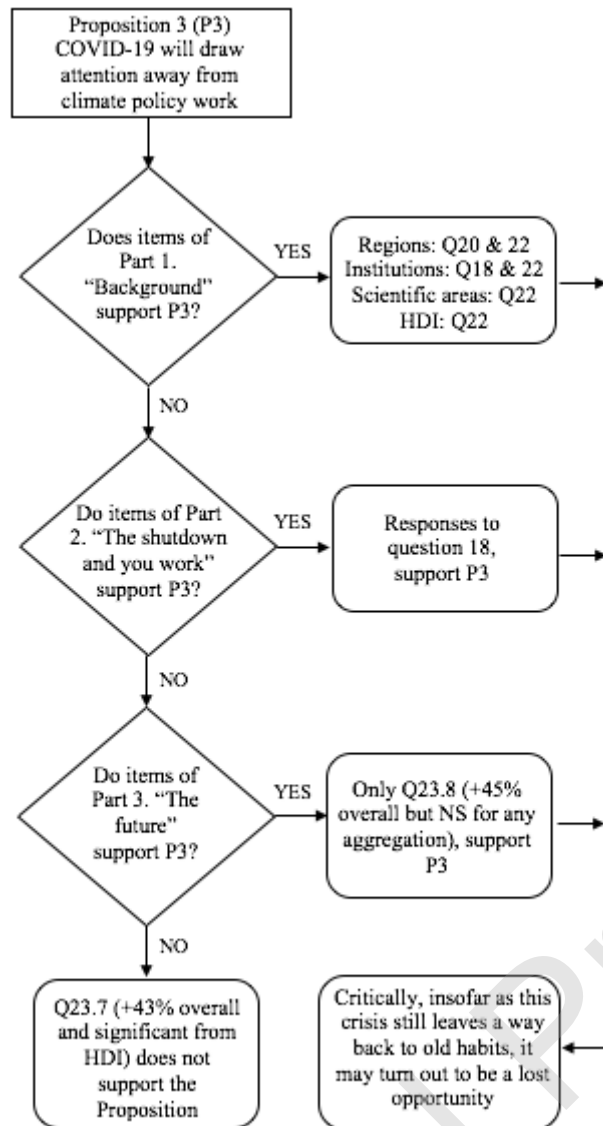 Proposition 3 (P3)
COVID-19 will draw
attention away from
climate policy work
Does items of
Part 1.
“Background”
support P3?
YES
Regions: Q20 & 22
Institutions: Q18 & 22
Scientific areas: Q22
HDI: Q22
NO
Do items of Part
2. “The shutdown
and you work”
support P3?
YES
Responses to
question 18,
support P3
NO
Do items of
Part 3. “The
future”
support P3?
YES
Only Q23.8 (+45%
overall but NS for any
aggregation), support
P3
NO
Q23.7 (+43% overall
and significant from
HDI) does not
support the
Proposition
Critically, insofar as this
crisis still leaves a way
back to old habits, it
may turn out to be a lost
opportunity